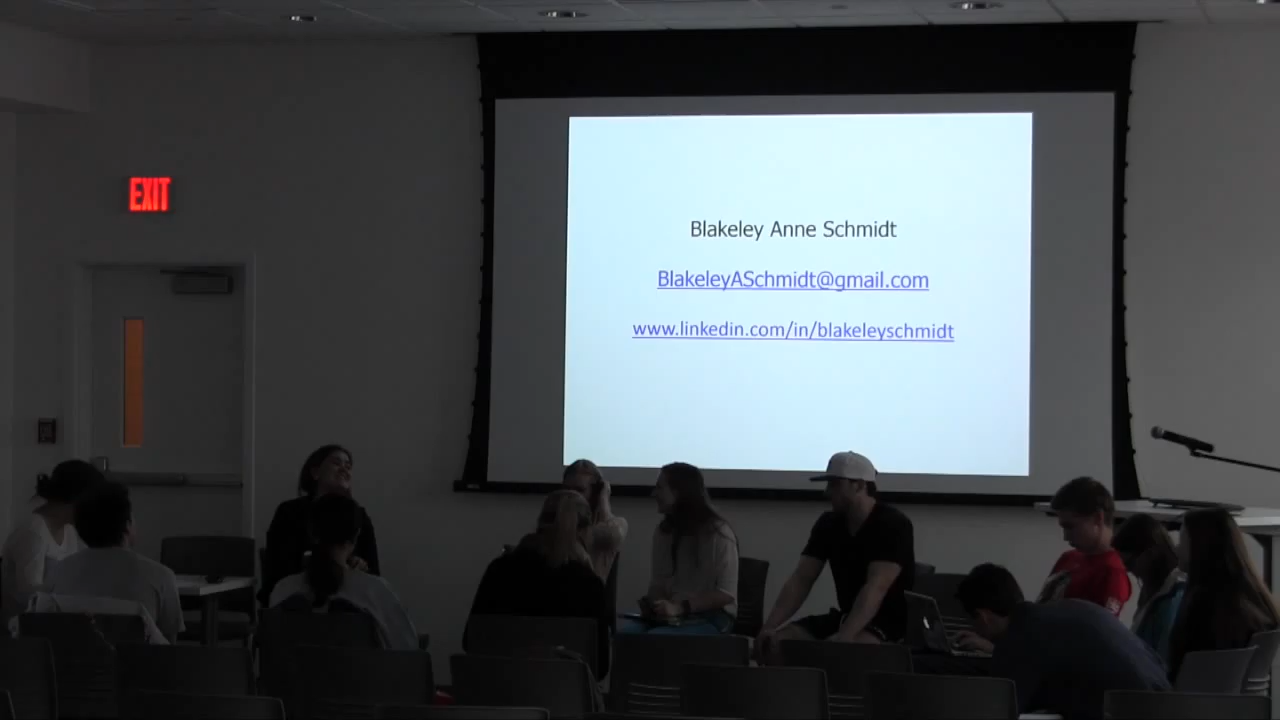 EXIT
Blakeley Anne Schmidt
BlakeleyASchmidt@gmail.com
www.linkedin.com/in/blakeleyschmidt